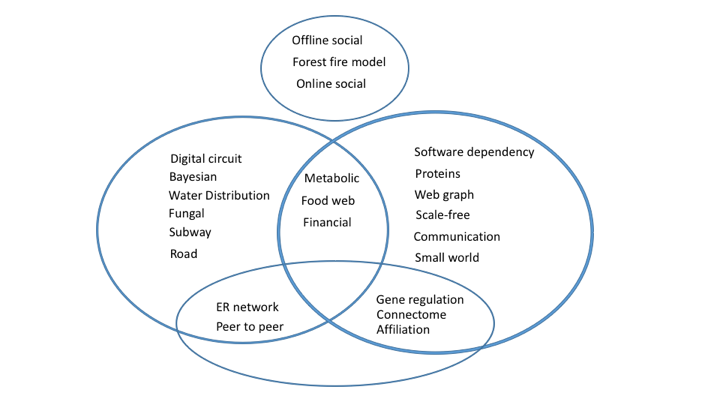 Offline social
Forest fire model
Online social
Digital circuit
Bayesian
Water Distribution
Fungal
Subway
Road
Metabolic
Food web
Financial
Software dependency
Proteins
Web graph
Scale-free
Communication
Small world
ER network
Peer to peer
Gene regulation
Connectome
Affiliation